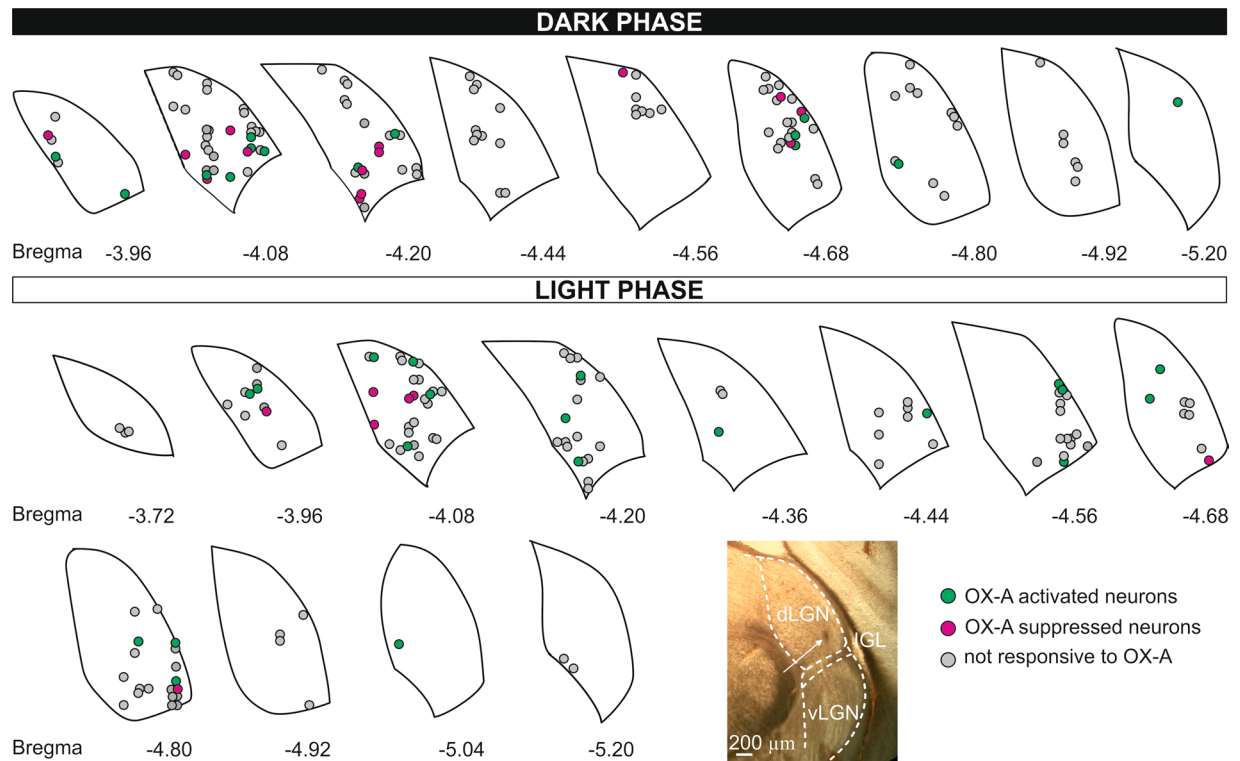 DARK PHASE
Bregma -3.96 -4.08 -4.20 -4.44 -4.56 -4.68 -4.80 -4.92 -5.20
LIGHT PHASE
Bregma -3.72 -3.96 -4.08 -4.20 -4.36 -4.44 -4.56 -4.68
dLGN
IGL
vLGN
200 µm
OX-A activated neurons
OX-A suppressed neurons
not responsive to OX-A
Bregma -4.80 -4.92 -5.04 -5.20